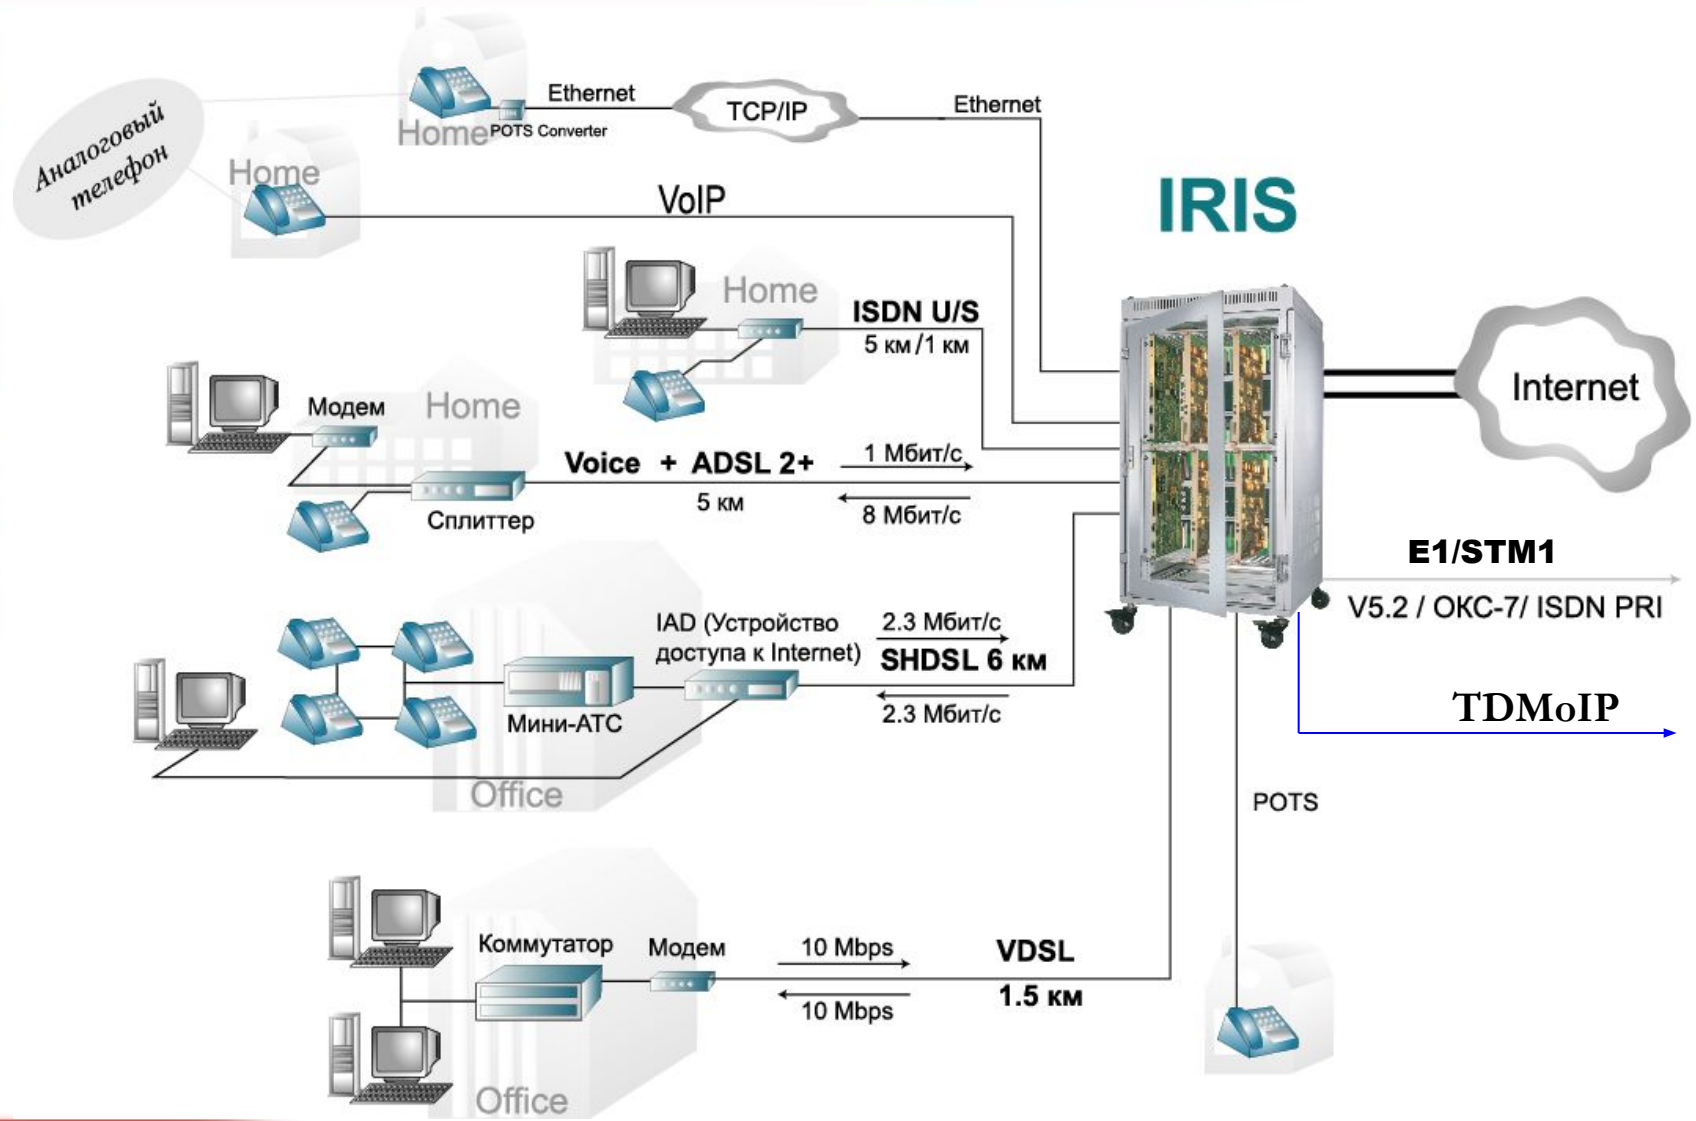 Ethernet
TCP/IP
Ethernet
Home
POTS Converter
Аналоговый
телефон
Home
VoIP
IRIS
Home
ISDN U/S
5 км /1 км
Internet
Модем
Home
Voice + ADSL 2+
1 Мбит/с
5 км
8 Мбит/с
Сплиттер
E1/STM1
V5.2 / ОКС-7/ ISDN PRI
IAD (Устройство
доступа к Internet)
2.3 Мбит/с
SHDSL 6 км
2.3 Мбит/с
Мини-АТС
TDMoIP
Office
POTS
Коммутатор
Модем
10 Mbps
VDSL
10 Mbps
1.5 км
Office